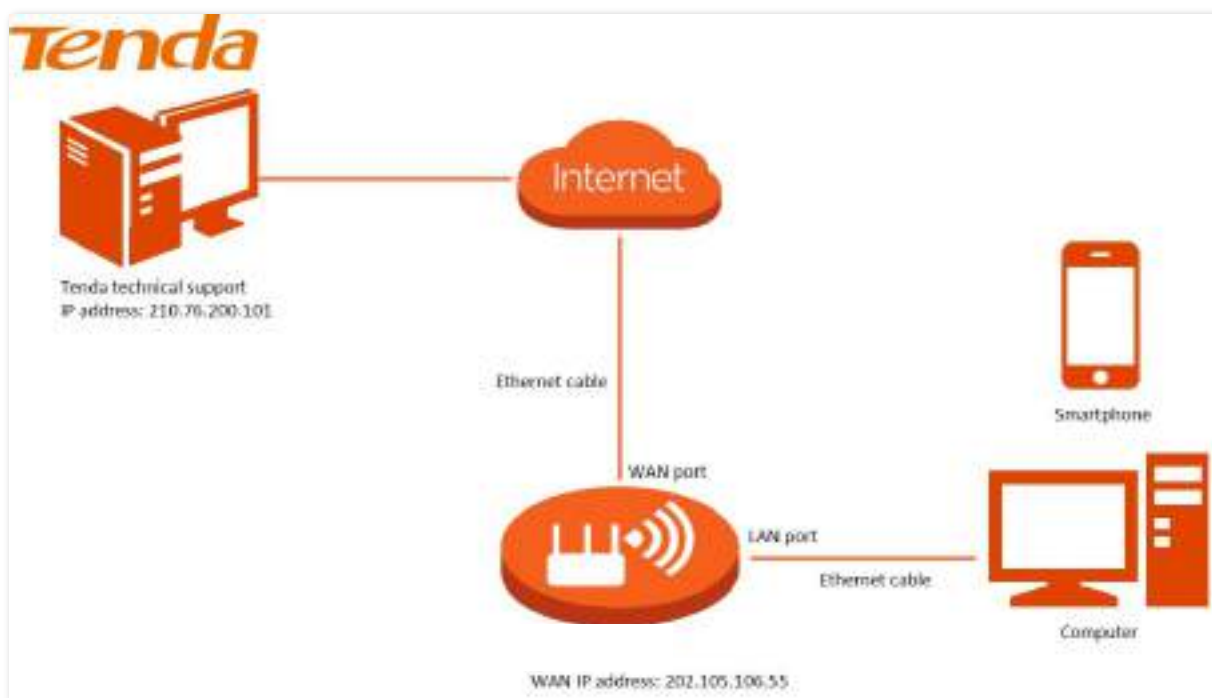 Tenda
Internet
Tenda technical support
IP address: 210.76.200.101
Ethernet cable
Smartphone
WAN port
LAN port
Ethernet cable
Computer
WAN IP address: 202.105.106.55